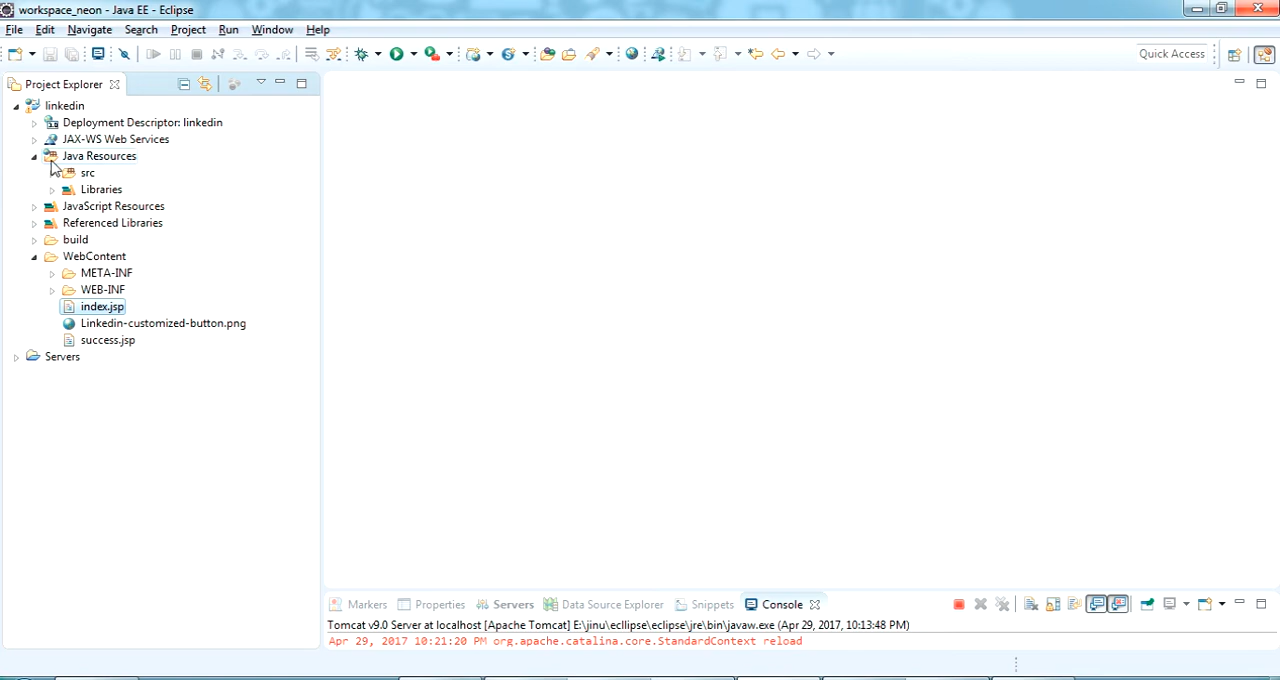 workspace_neon - Java EE - Eclipse
File Edit Navigate Search Project Run Window Help
Quick Access
Project Explorer
linkedin
Deployment Descriptor: linkedin
JAX-WS Web Services
Java Resources
src
Libraries
JavaScript Resources
Referenced Libraries
build
WebContent
META-INF
WEB-INF
index.jsp
Linkedin-customized-button.png
success.jsp
Servers
Markers Properties Servers Data Source Explorer Snippets Console
Tomcat v9.0 Server at localhost [Apache Tomcat] E:\jinu\ecllipse\eclipse\jre\bin\javaw.exe (Apr 29, 2017, 10:13:48 PM)
Apr 29, 2017 10:21:20 PM org.apache.catalina.core.StandardContext reload